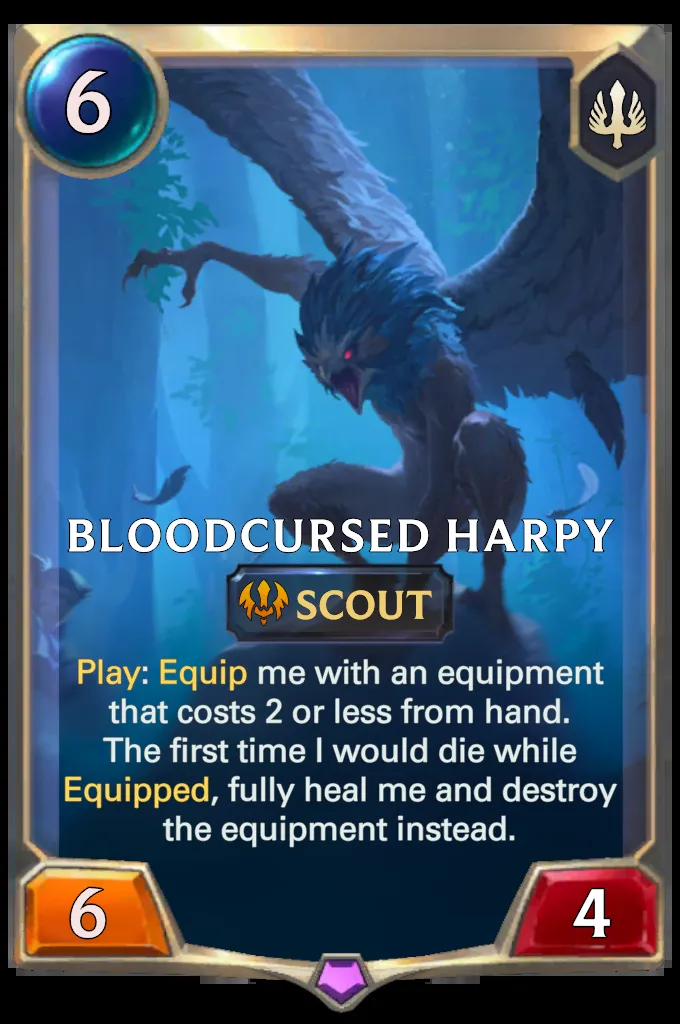 6
BLOODCURSED HARPY
SCOUT
Play: Equip me with an equipment
that costs 2 or less from hand.
The first time I would die while
Equipped, fully heal me and destroy
the equipment instead.
6
4